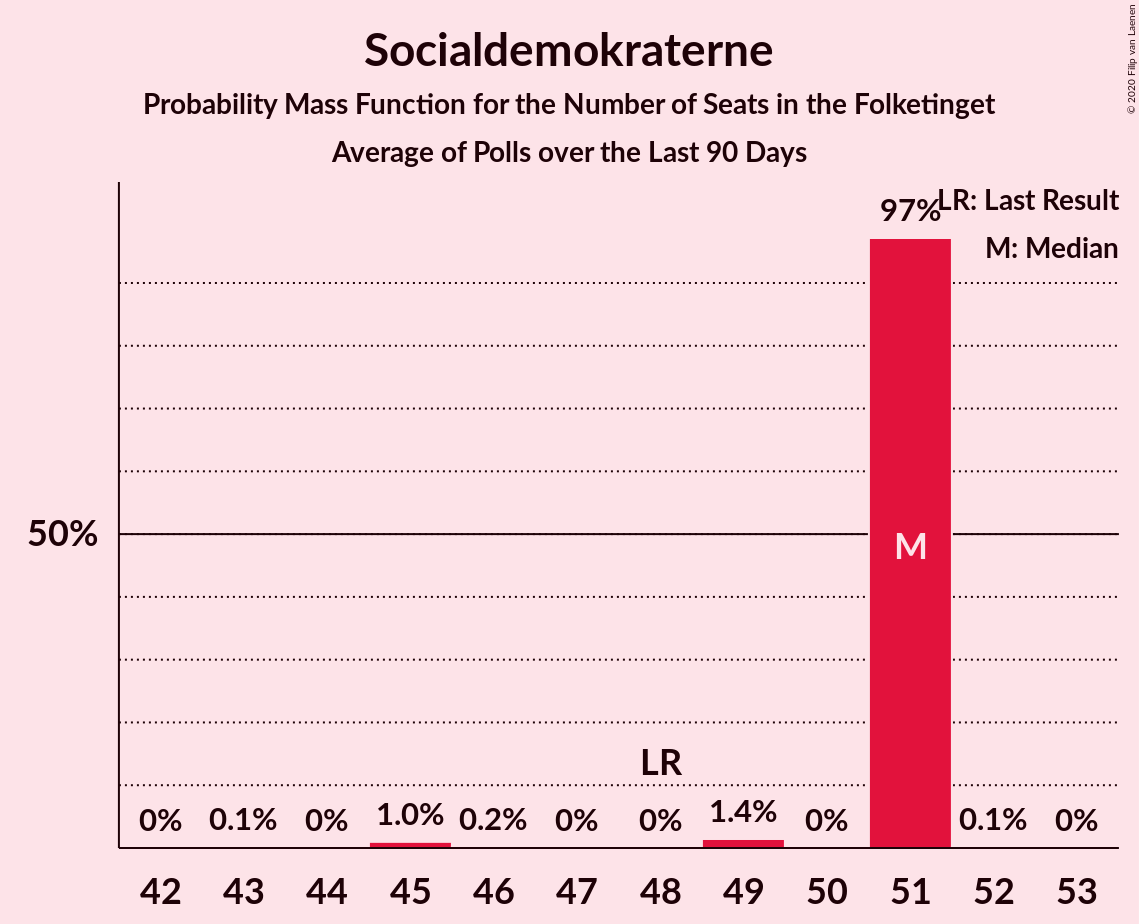 Socialdemokraterne
Probability Mass Function for the Number of Seats in the Folketinget
Average of Polls over the Last 90 Days
© 2020 Filip van Laenen
LR: Last Result
M: Median
97%
50%
M
LR
0% 0.1% 0% 1.0% 0.2% 0% 0% 1.4% 0% 0.1% 0%
42 43 44 45 46 47 48 49 50 51 52 53